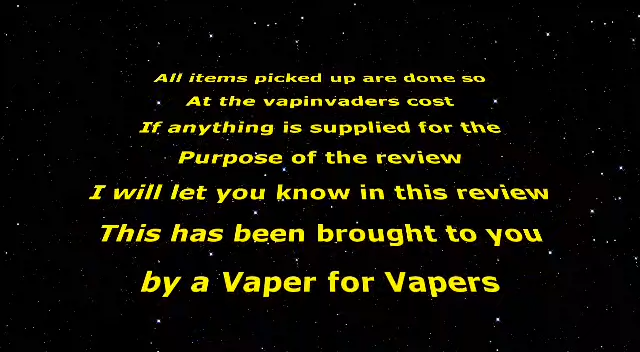 All items picked up are done so
At the vapinvaders cost
If anything is supplied for the
Purpose of the review
I will let you know in this review
This has been brought to you
by a Vaper for Vapers